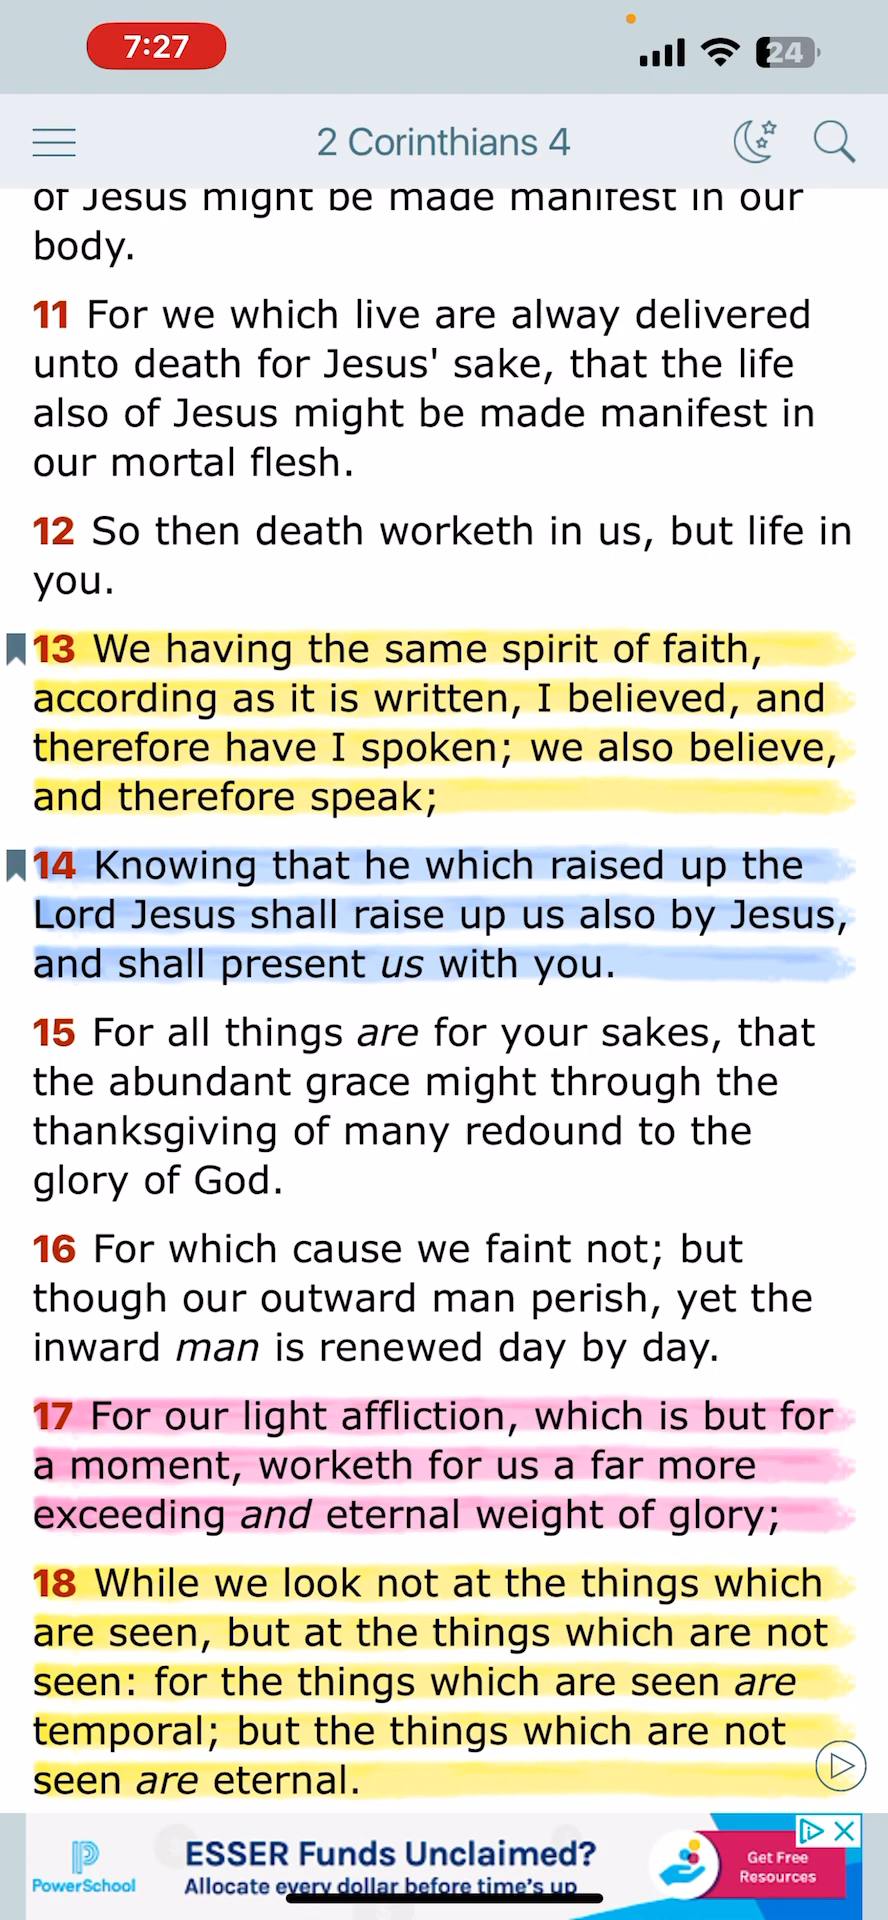 7:27
24
2 Corinthians 4
of Jesus might be made manifest in our
body.
11 For we which live are alway delivered
unto death for Jesus' sake, that the life
also of Jesus might be made manifest in
our mortal flesh.
12 So then death worketh in us, but life in
you.
13 We having the same spirit of faith,
according as it is written, I believed, and
therefore have I spoken; we also believe,
and therefore speak;
14 Knowing that he which raised up the
Lord Jesus shall raise up us also by Jesus,
and shall present us with you.
15 For all things are for your sakes, that
the abundant grace might through the
thanksgiving of many redound to the
glory of God.
16 For which cause we faint not; but
though our outward man perish, yet the
inward man is renewed day by day.
17 For our light affliction, which is but for
a moment, worketh for us a far more
exceeding and eternal weight of glory;
18 While we look not at the things which
are seen, but at the things which are not
seen: for the things which are seen are
temporal; but the things which are not
seen are eternal.
PowerSchool
ESSER Funds Unclaimed?
Allocate every dollar before time's up
Get Free
Resources